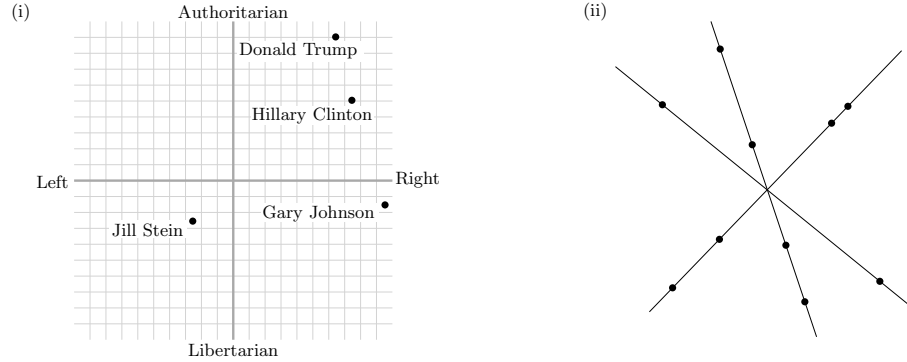 (i)
(ii)
Authoritarian
Donald Trump
Hillary Clinton
Left
Right
Gary Johnson
Jill Stein
Libertarian